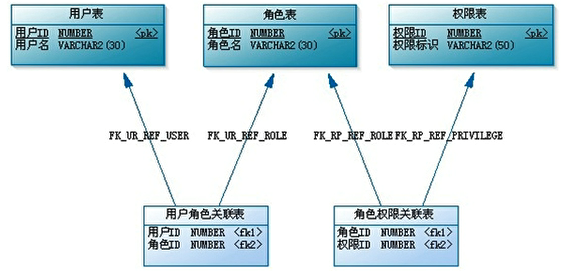 用户表
用户ID NUMBER <pk>
用户名 VARCHAR2(30)
角色表
角色ID NUMBER <pk>
角色名 VARCHAR2(30)
权限表
权限ID NUMBER <pk>
权限标识 VARCHAR2(50)
FK_UR_REF_USER
FK_UR_REF_ROLE
FK_RP_REF_ROLE
FK_RP_REF_PRIVILEGE
用户角色关联表
用户ID NUMBER <fk1>
角色ID NUMBER <fk2>
角色权限关联表
角色ID NUMBER <fk1>
权限ID NUMBER <fk2>